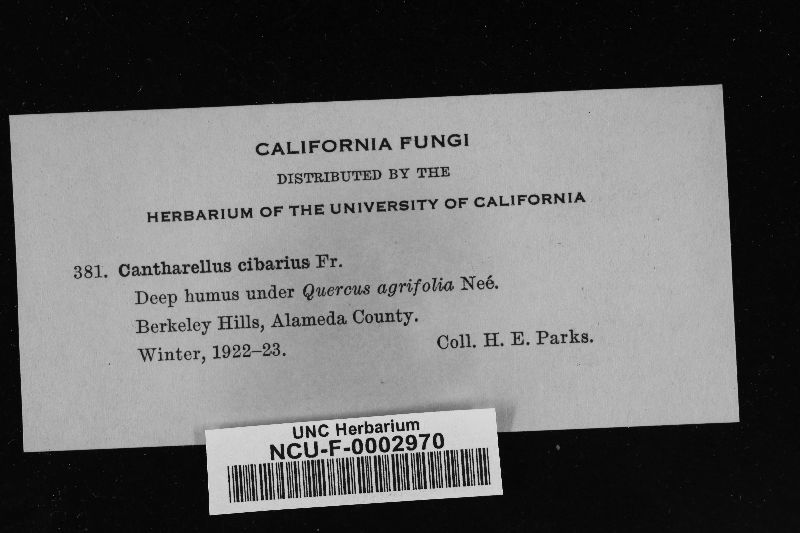 CALIFORNIA FUNGI
DISTRIBUTED BY THE
HERBARIUM OF THE UNIVERSITY OF CALIFORNIA
381. Cantharellus cibarius Fr.
Deep humus under Quercus agrifolia Neé.
Berkeley Hills, Alameda County.
Winter, 1922–23. Coll. H. E. Parks.
UNC Herbarium
NCU-F-0002970